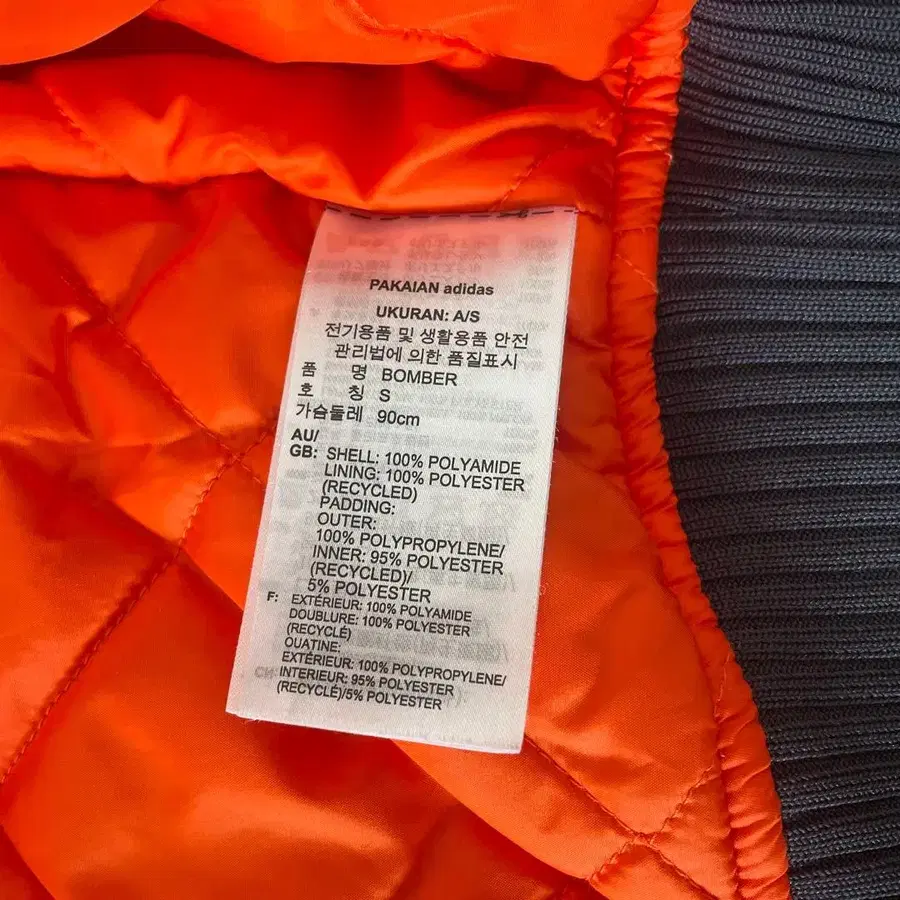 PAKAIAN adidas
UKURAN: A/S
전기용품 및 생활용품 안전
관리법에 의한 품질표시
품 명 BOMBER
호 칭 S
가슴둘레 90cm
AU/
GB: SHELL: 100% POLYAMIDE
LINING: 100% POLYESTER
(RECYCLED)
PADDING:
OUTER:
100% POLYPROPYLENE/
INNER: 95% POLYESTER
(RECYCLED)/
5% POLYESTER
F: EXTÉRIEUR: 100% POLYAMIDE
DOUBLURE: 100% POLYESTER
(RECYCLÉ)
OUATINE:
EXTÉRIEUR: 100% POLYPROPYLENE/
INTERIEUR: 95% POLYESTER
(RECYCLÉ)/5% POLYESTER